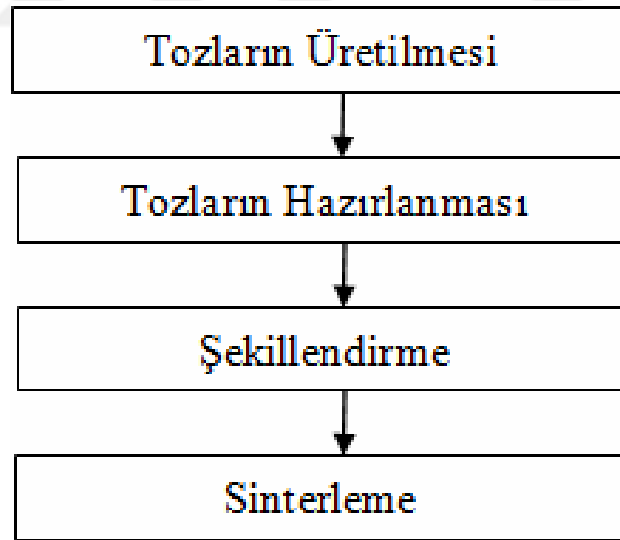 Tozların Üretilmesi
Tozların Hazırlanması
Şekillendirme
Sinterleme